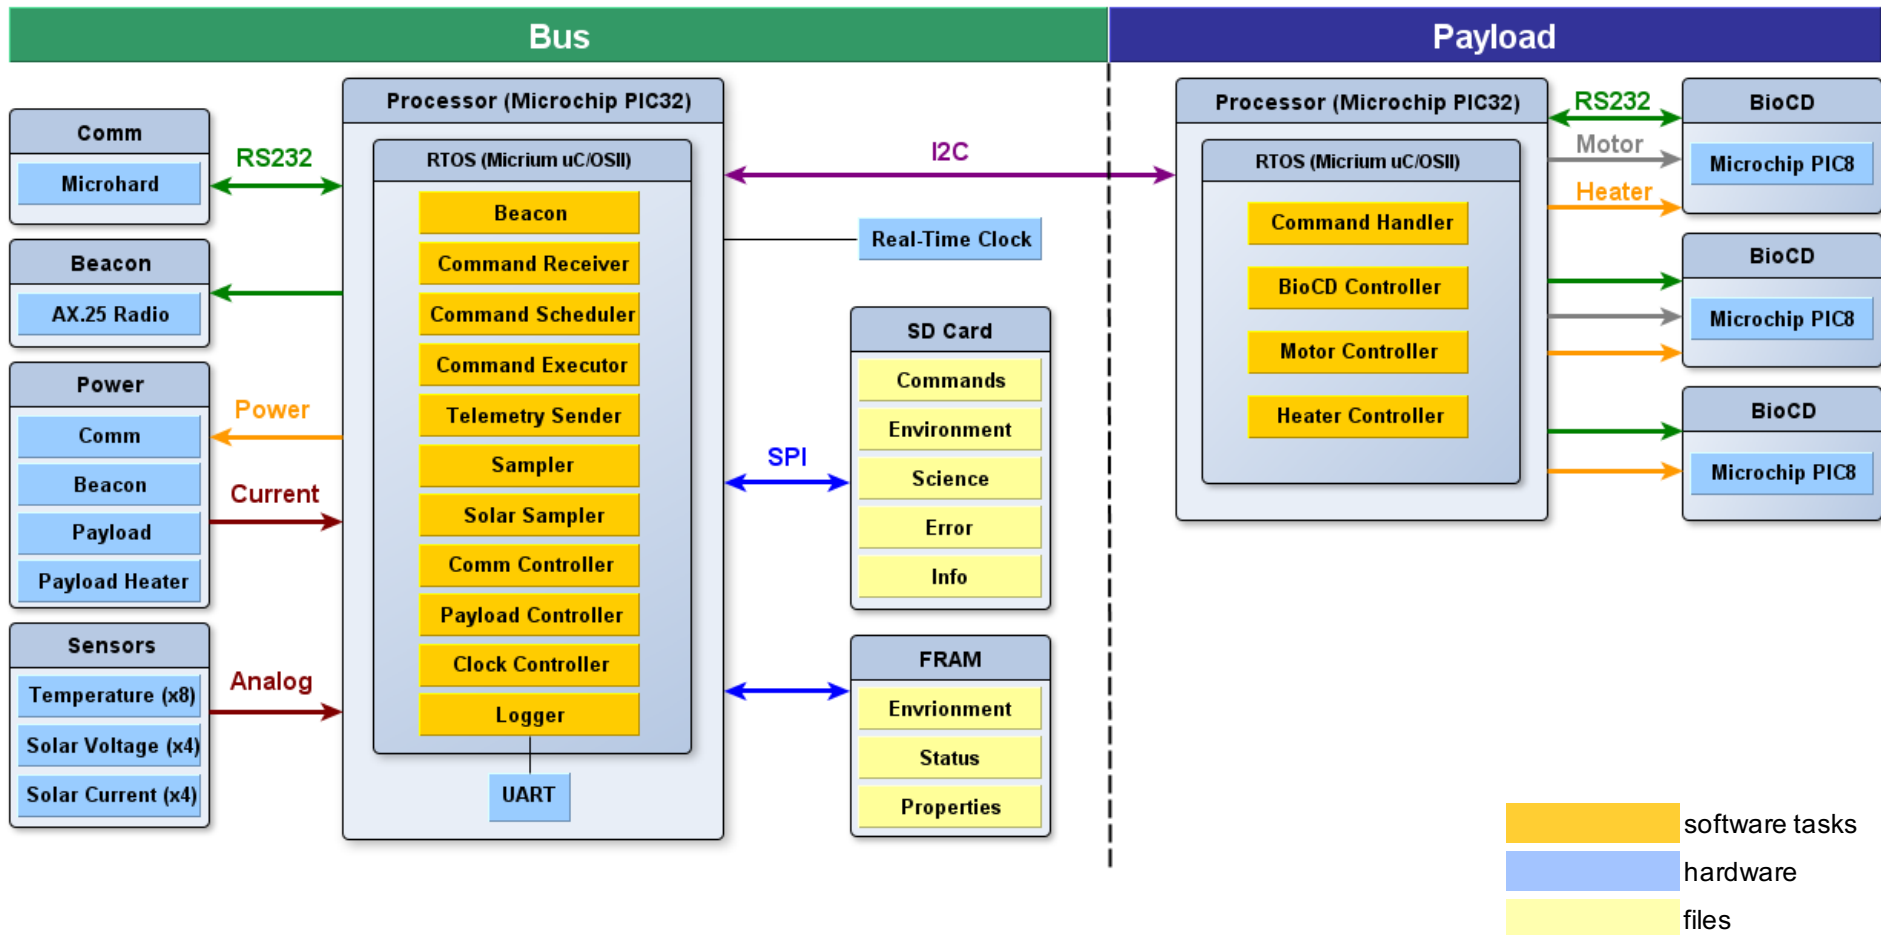 Bus
Payload
Comm
Microhard
RS232
Beacon
AX.25 Radio
Power
Comm
Beacon
Payload
Payload Heater
Power
Current
Sensors
Temperature (x8)
Solar Voltage (x4)
Solar Current (x4)
Analog
Processor (Microchip PIC32)
RTOS (Micrium uC/OSII)
Beacon
Command Receiver
Command Scheduler
Command Executor
Telemetry Sender
Sampler
Solar Sampler
Comm Controller
Payload Controller
Clock Controller
Logger
UART
I2C
Real-Time Clock
SPI
SD Card
Commands
Environment
Science
Error
Info
FRAM
Envrionment
Status
Properties
Processor (Microchip PIC32)
RTOS (Micrium uC/OSII)
Command Handler
BioCD Controller
Motor Controller
Heater Controller
RS232
Motor
Heater
BioCD
Microchip PIC8
BioCD
Microchip PIC8
BioCD
Microchip PIC8
software tasks
hardware
files